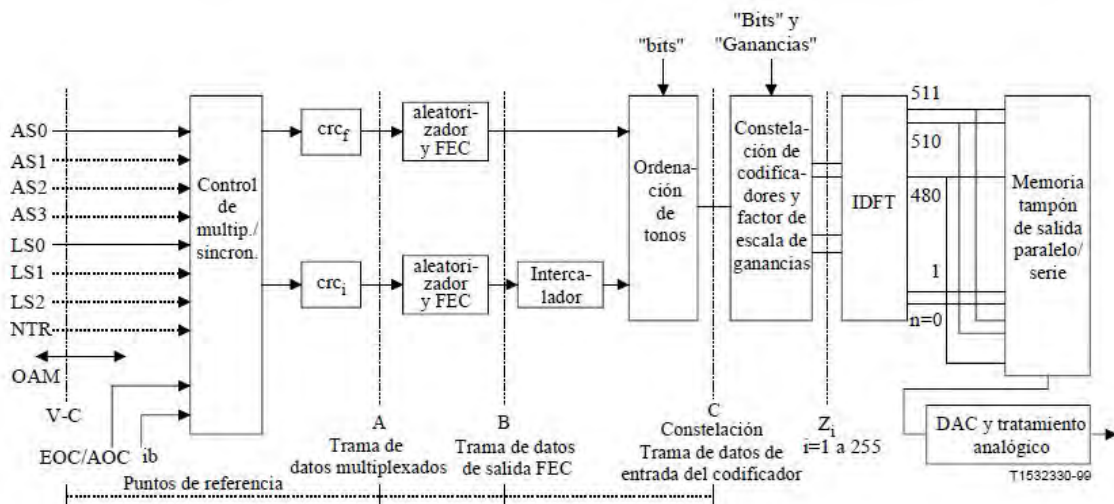 "Bits" y
"Ganancias"
"bits"
AS0
AS1
AS2
AS3
LS0
LS1
LS2
NTR
OAM
V-C
EOC/AOC
ib
Control
de
multip./
sincron.
crc_f
crc_i
aleatori-
zador
y FEC
aleatori-
zador
y FEC
Interca-
lador
Ordena-
ción
de
tonos
Constela-
ción de
codifica-
dores y
factor de
escala de
ganancias
IDFT
511
510
480
1
n=0
Memoria
tampón
de salida
paralelo/
serie
DAC y tratamiento
analógico
A
Trama de
datos multiplexados
B
Trama de datos
de salida FEC
C
Constelación
Trama de datos de
entrada del codificador
Z_i
i=1 a 255
Puntos de referencia
T1532330-99